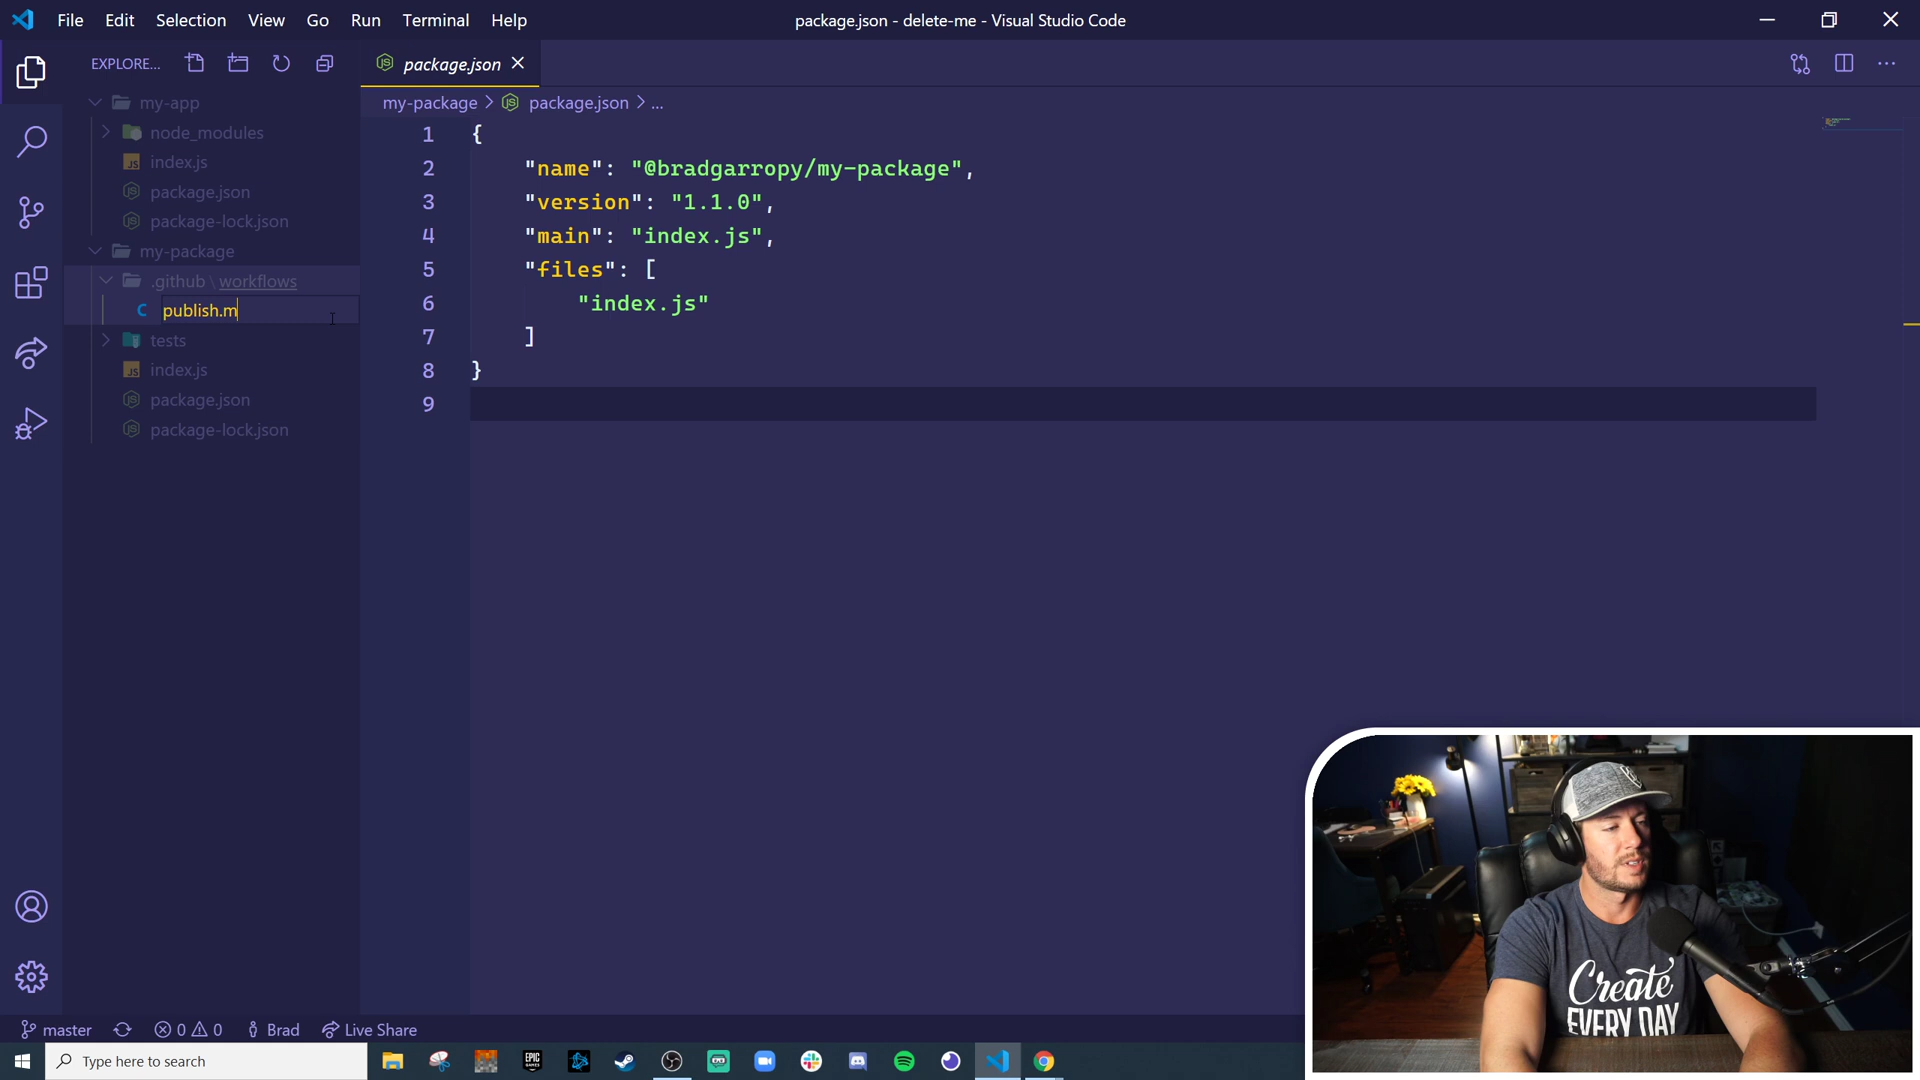 File Edit Selection View Go Run Terminal Help
package.json - delete-me - Visual Studio Code
EXPLORE...
my-app
node_modules
index.js
package.json
package-lock.json
my-package
.github \ workflows
publish.m
tests
index.js
package.json
package-lock.json
package.json
my-package > package.json > ...
1 {
2 "name": "@bradgarropy/my-package",
3 "version": "1.1.0",
4 "main": "index.js",
5 "files": [
6 "index.js"
7 ]
8 }
9
Create
EVERY DAY
master 0 0 Brad Live Share
Type here to search
EPIC GAMES